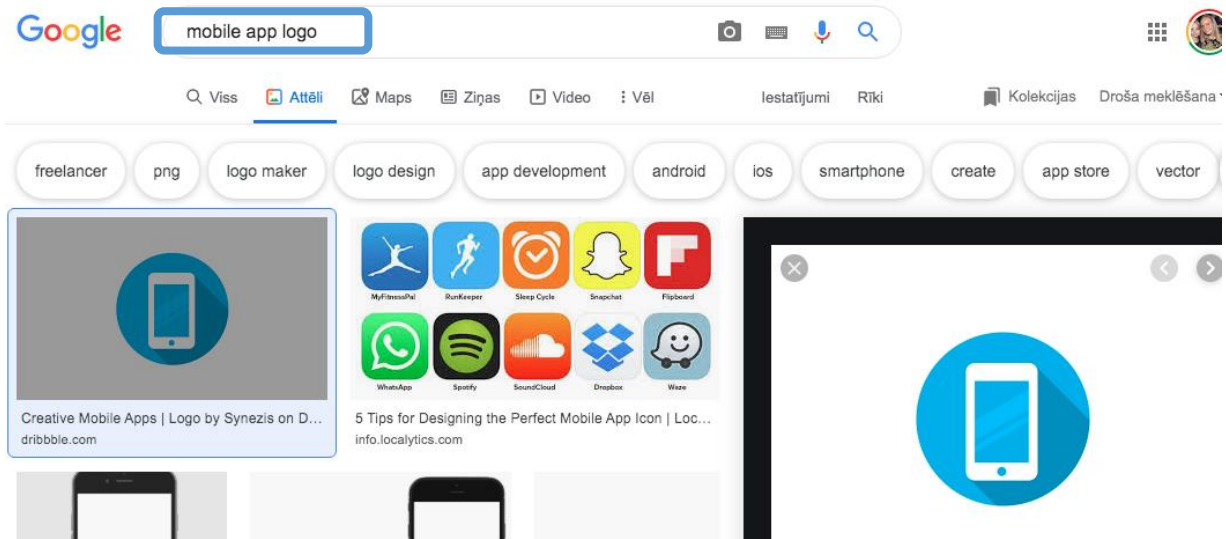 Google
mobile app logo
Viss Attēli Maps Ziņas Video Vēl Iestatījumi Rīki Kolekcijas Droša meklēšana
freelancer png logo maker logo design app development android ios smartphone create app store vector
MyFitnessPal RunKeeper Sleep Cycle Snapchat Flipboard
WhatsApp Spotify SoundCloud Dropbox Waze
Creative Mobile Apps | Logo by Synezis on D...
dribbble.com
5 Tips for Designing the Perfect Mobile App Icon | Loc...
info.localytics.com